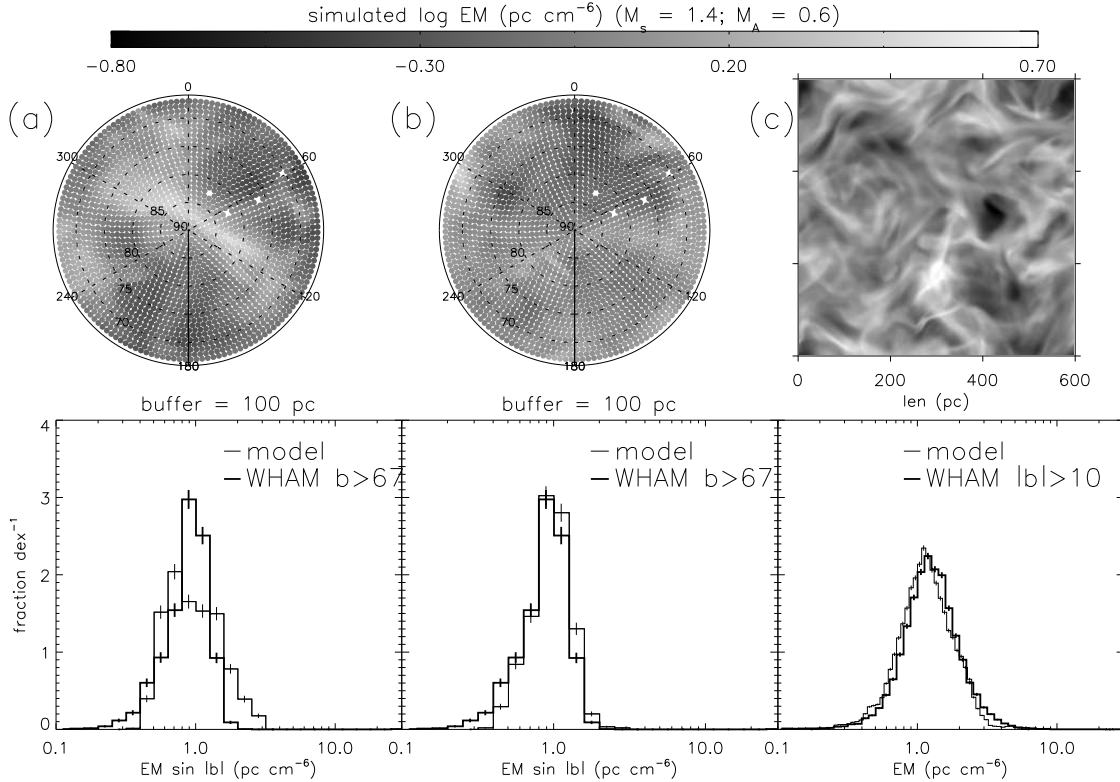 simulated log EM (pc cm⁻⁶) (Mₛ = 1.4; M_A = 0.6)
−0.80 −0.30 0.20 0.70
(a)
0
60
120
180
240
300
85
90
80
75
70
(b)
0
60
120
180
240
300
85
90
80
75
70
(c)
0 200 400 600
len (pc)
buffer = 100 pc
model
WHAM b>67
4
3
2
1
0
fraction dex⁻¹
0.1 1.0 10.0
EM sin |b| (pc cm⁻⁶)
buffer = 100 pc
model
WHAM b>67
0.1 1.0 10.0
EM sin |b| (pc cm⁻⁶)
model
WHAM |b|>10
0.1 1.0 10.0
EM (pc cm⁻⁶)